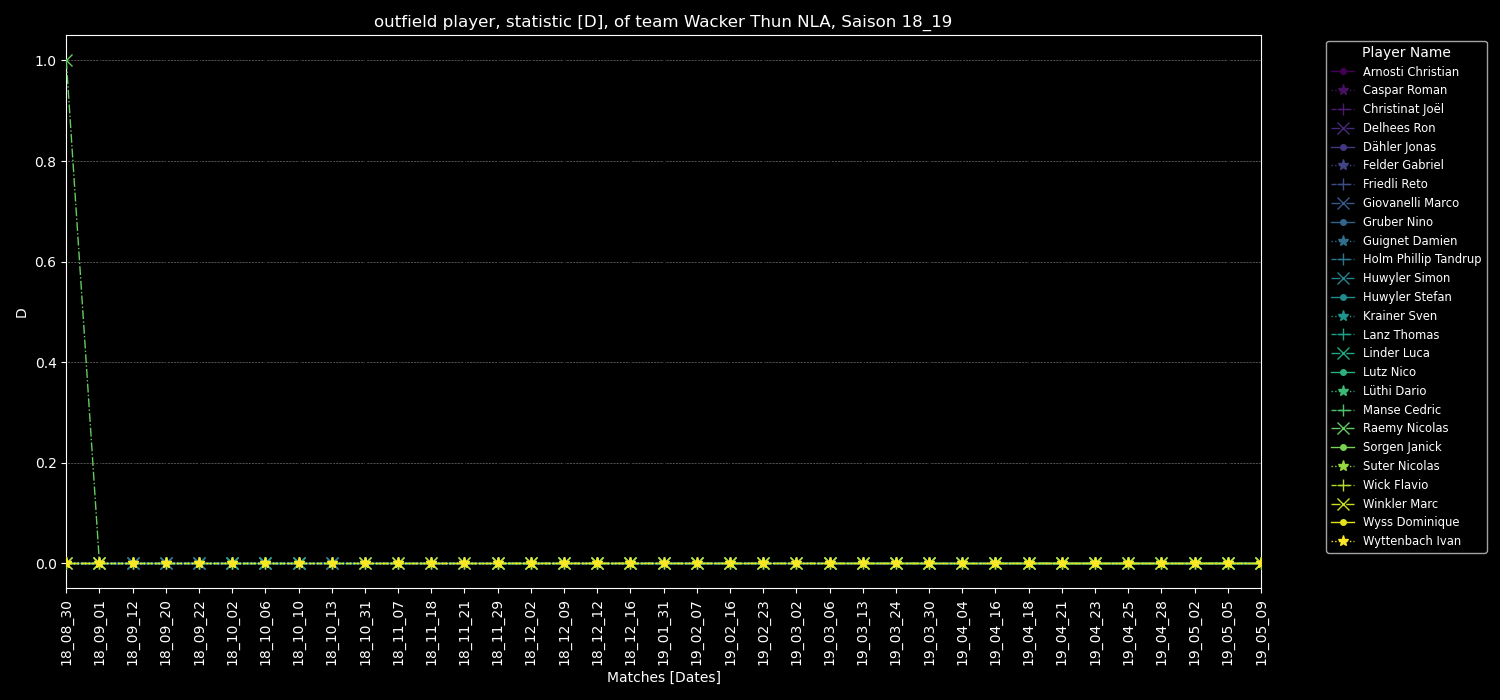 outfield player, statistic [D], of team Wacker Thun NLA, Saison 18_19
1.0
0.8
0.6
0.4
0.2
0.0
D
18_08_30
18_09_01
18_09_12
18_09_20
18_09_22
18_10_02
18_10_06
18_10_10
18_10_13
18_10_31
18_11_07
18_11_18
18_11_21
18_11_29
18_12_02
18_12_09
18_12_12
18_12_16
19_01_31
19_02_07
19_02_16
19_02_23
19_03_02
19_03_06
19_03_13
19_03_24
19_03_30
19_04_04
19_04_16
19_04_18
19_04_21
19_04_23
19_04_25
19_04_28
19_05_02
19_05_05
19_05_09
Matches [Dates]
Player Name
Arnosti Christian
Caspar Roman
Christinat Joël
Delhees Ron
Dähler Jonas
Felder Gabriel
Friedli Reto
Giovanelli Marco
Gruber Nino
Guignet Damien
Holm Phillip Tandrup
Huwyler Simon
Huwyler Stefan
Krainer Sven
Lanz Thomas
Linder Luca
Lutz Nico
Lüthi Dario
Manse Cedric
Raemy Nicolas
Sorgen Janick
Suter Nicolas
Wick Flavio
Winkler Marc
Wyss Dominique
Wyttenbach Ivan